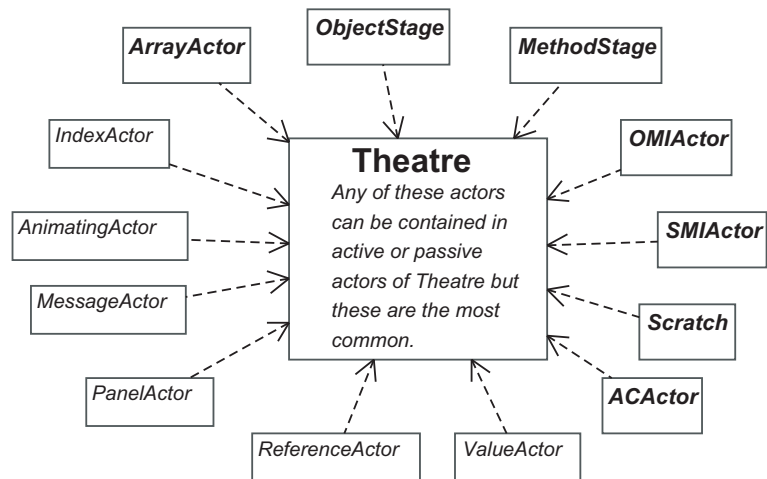 ObjectStage
ArrayActor
MethodStage
IndexActor
OMIActor
Theatre
Any of these actors
can be contained in
active or passive
actors of Theatre but
these are the most
common.
AnimatingActor
SMIActor
MessageActor
Scratch
PanelActor
ACActor
ReferenceActor
ValueActor